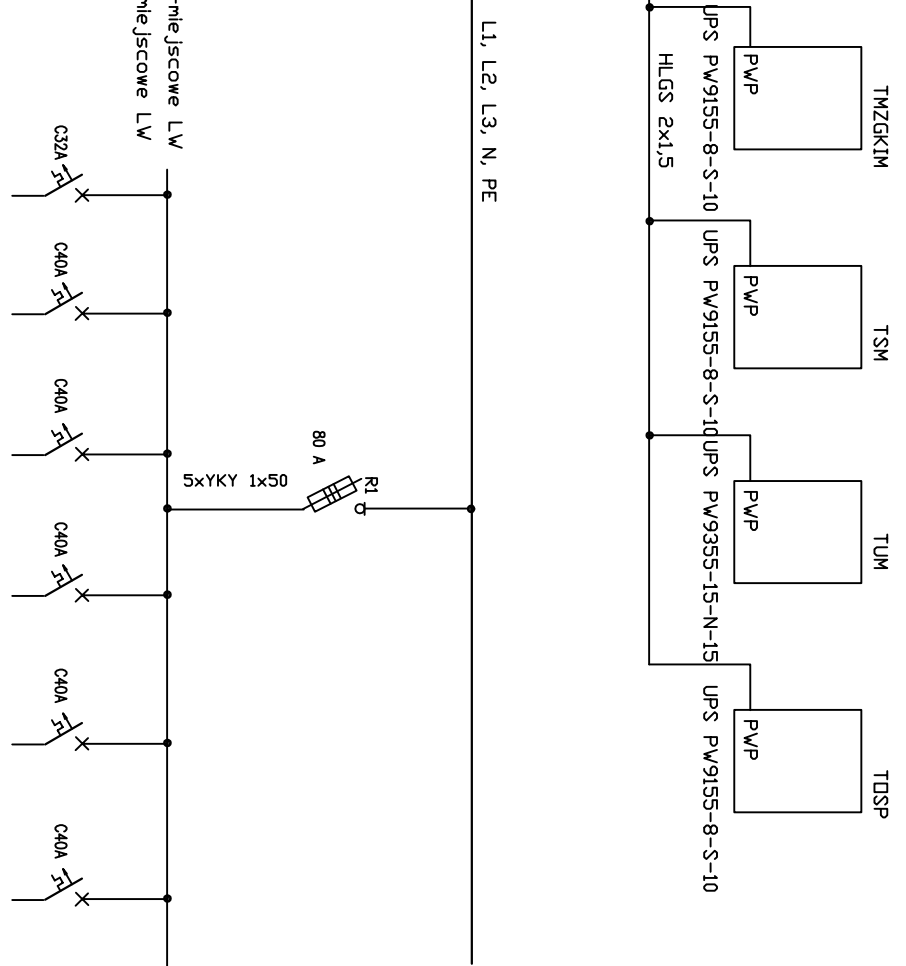 TMZGKIM
TSM
TUM
TOSP
PWP
PWP
PWP
PWP
UPS PW9155-8-S-10
UPS PW9155-8-S-10
UPS PW9355-15-N-15
UPS PW9155-8-S-10
HLGS 2x1,5
L1, L2, L3, N, PE
R1
80 A
5xYKY 1x50
-miejscowe LW
miejscowe LW
C32A
C40A
C40A
C40A
C40A
C40A